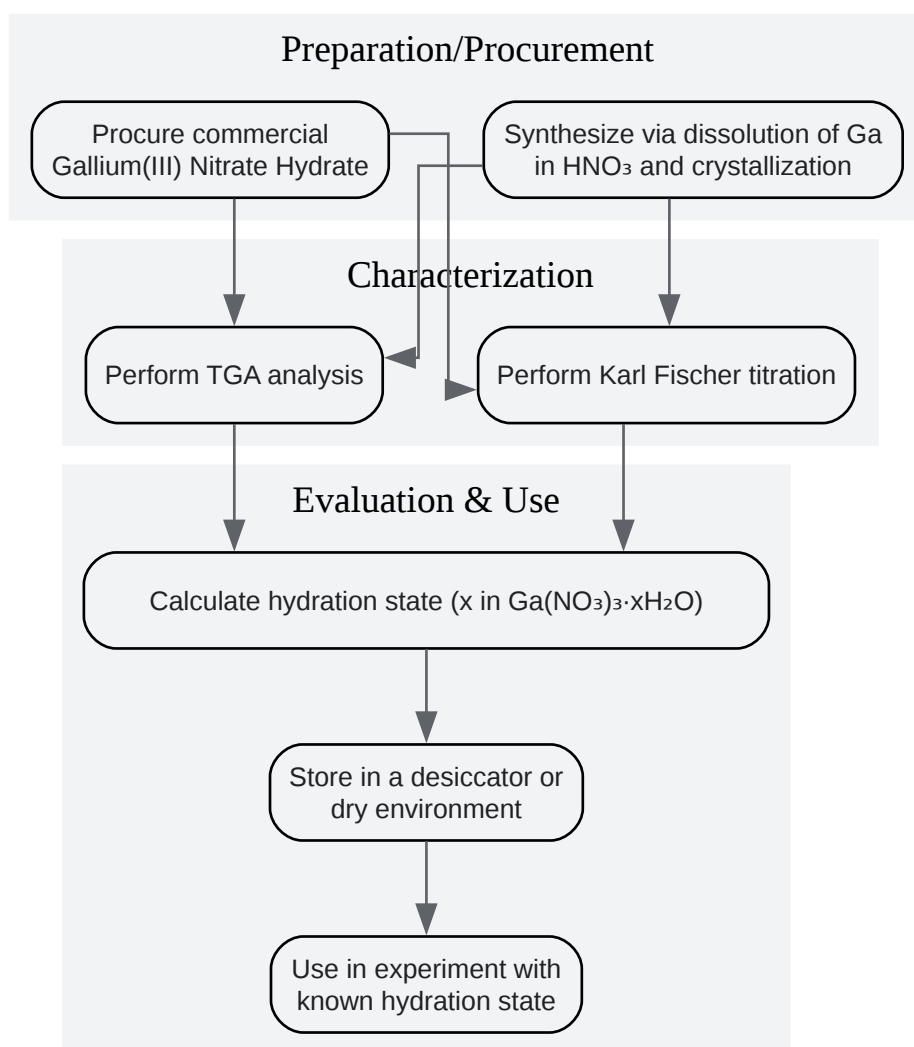 Preparation/Procurement
Procure commercial
Gallium(III) Nitrate Hydrate
Synthesize via dissolution of Ga
in HNO₃ and crystallization
Characterization
Perform TGA analysis
Perform Karl Fischer titration
Evaluation & Use
Calculate hydration state (x in Ga(NO₃)₃·xH₂O)
Store in a desiccator or
dry environment
Use in experiment with
known hydration state